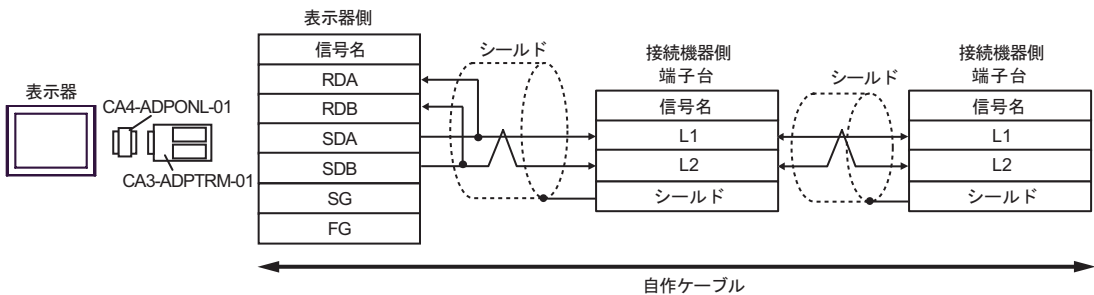 表示器
CA4-ADPONL-01
CA3-ADPTRM-01
表示器側
信号名
RDA
RDB
SDA
SDB
SG
FG
シールド
接続機器側
端子台
信号名
L1
L2
シールド
シールド
接続機器側
端子台
信号名
L1
L2
シールド
自作ケーブル